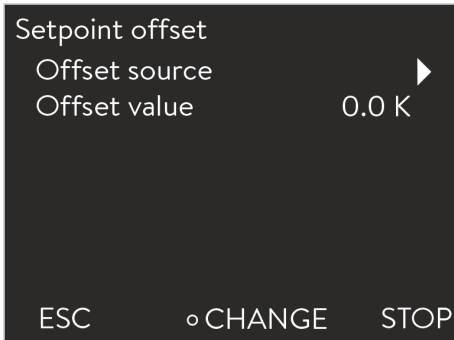 Setpoint offset
Offset source
Offset value 0.0 K
ESC CHANGE STOP